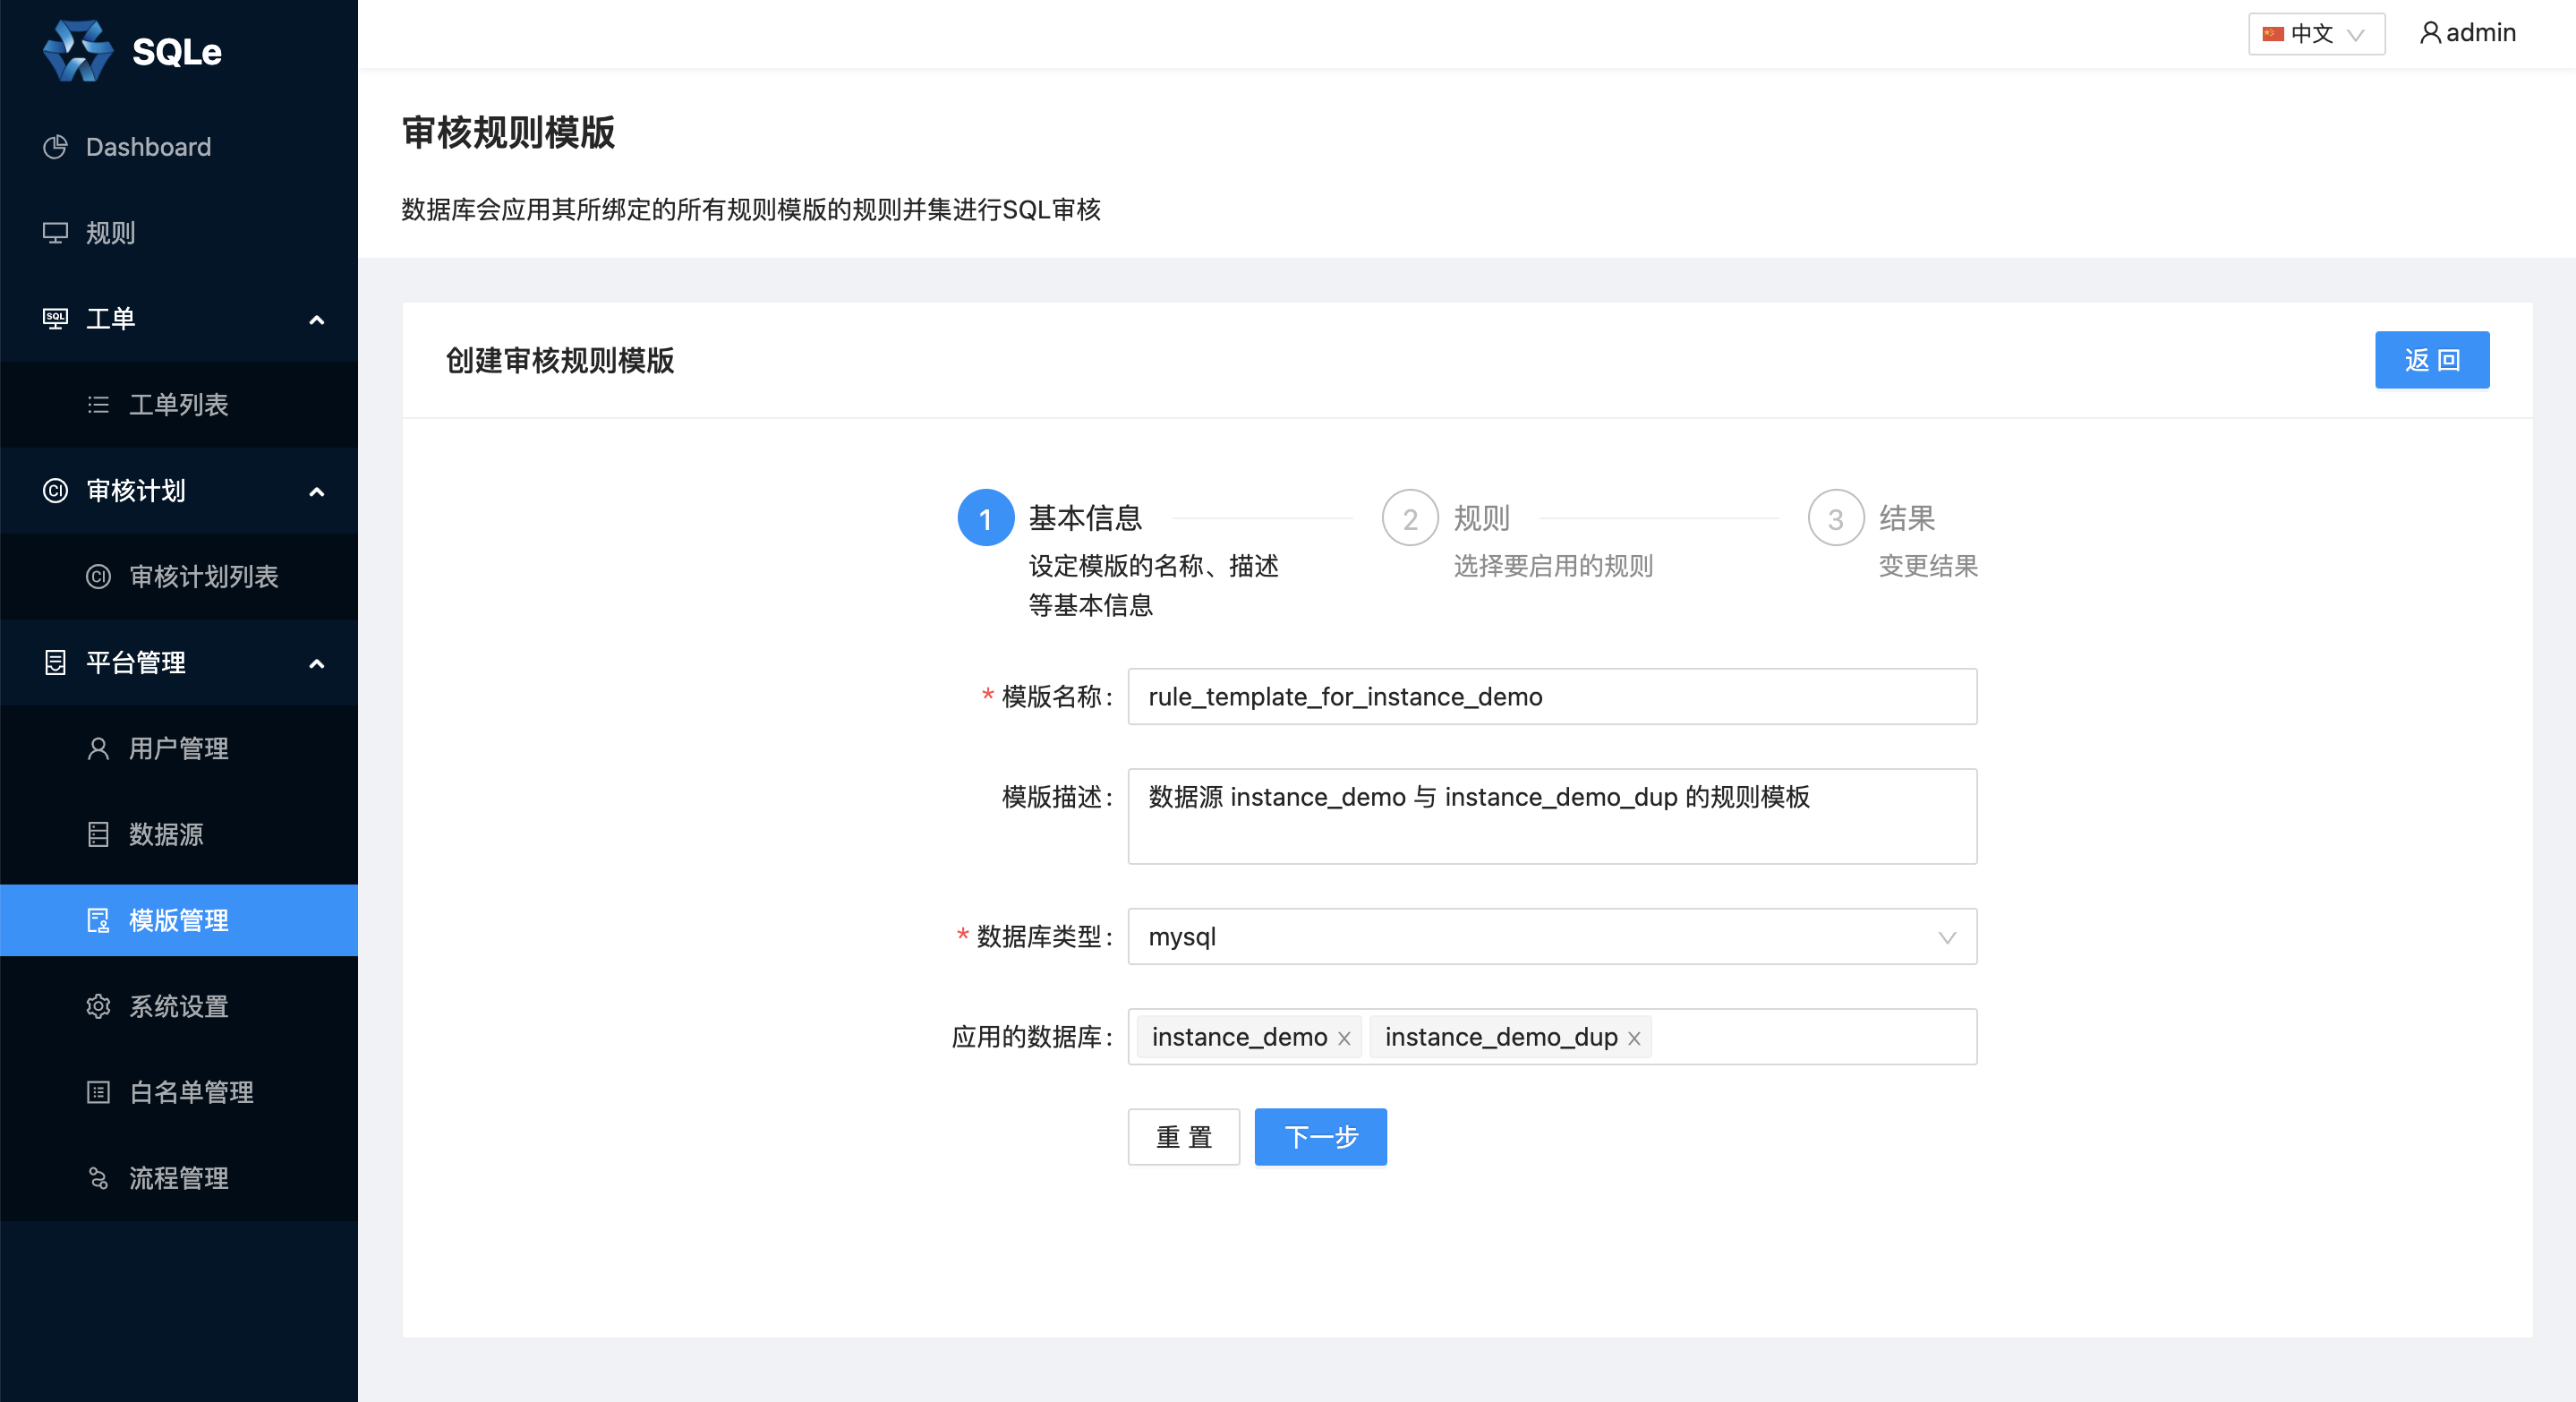 SQLe
中文
admin
Dashboard
规则
工单
工单列表
审核计划
审核计划列表
平台管理
用户管理
数据源
模版管理
系统设置
白名单管理
流程管理
审核规则模版
数据库会应用其所绑定的所有规则模版的规则并集进行SQL审核
创建审核规则模版
返 回
1 基本信息
设定模版的名称、描述
等基本信息
2 规则
选择要启用的规则
3 结果
变更结果
* 模版名称: rule_template_for_instance_demo
模版描述: 数据源 instance_demo 与 instance_demo_dup 的规则模板
* 数据库类型: mysql
应用的数据库: instance_demo instance_demo_dup
重 置 下一步